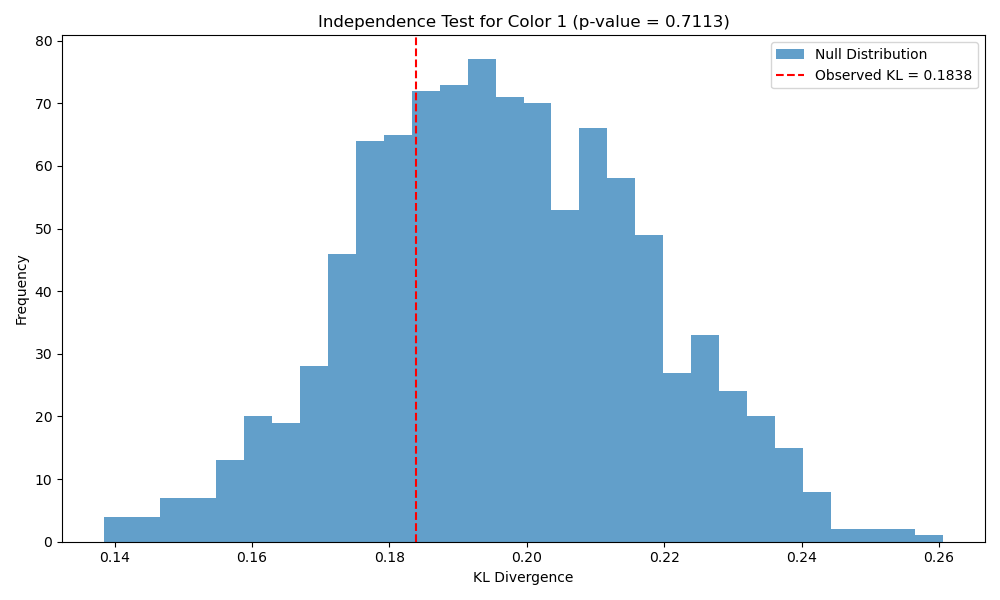 Independence Test for Color 1 (p-value = 0.7113)
Null Distribution
Observed KL = 0.1838
Frequency
80
70
60
50
40
30
20
10
0
0.14 0.16 0.18 0.20 0.22 0.24 0.26
KL Divergence